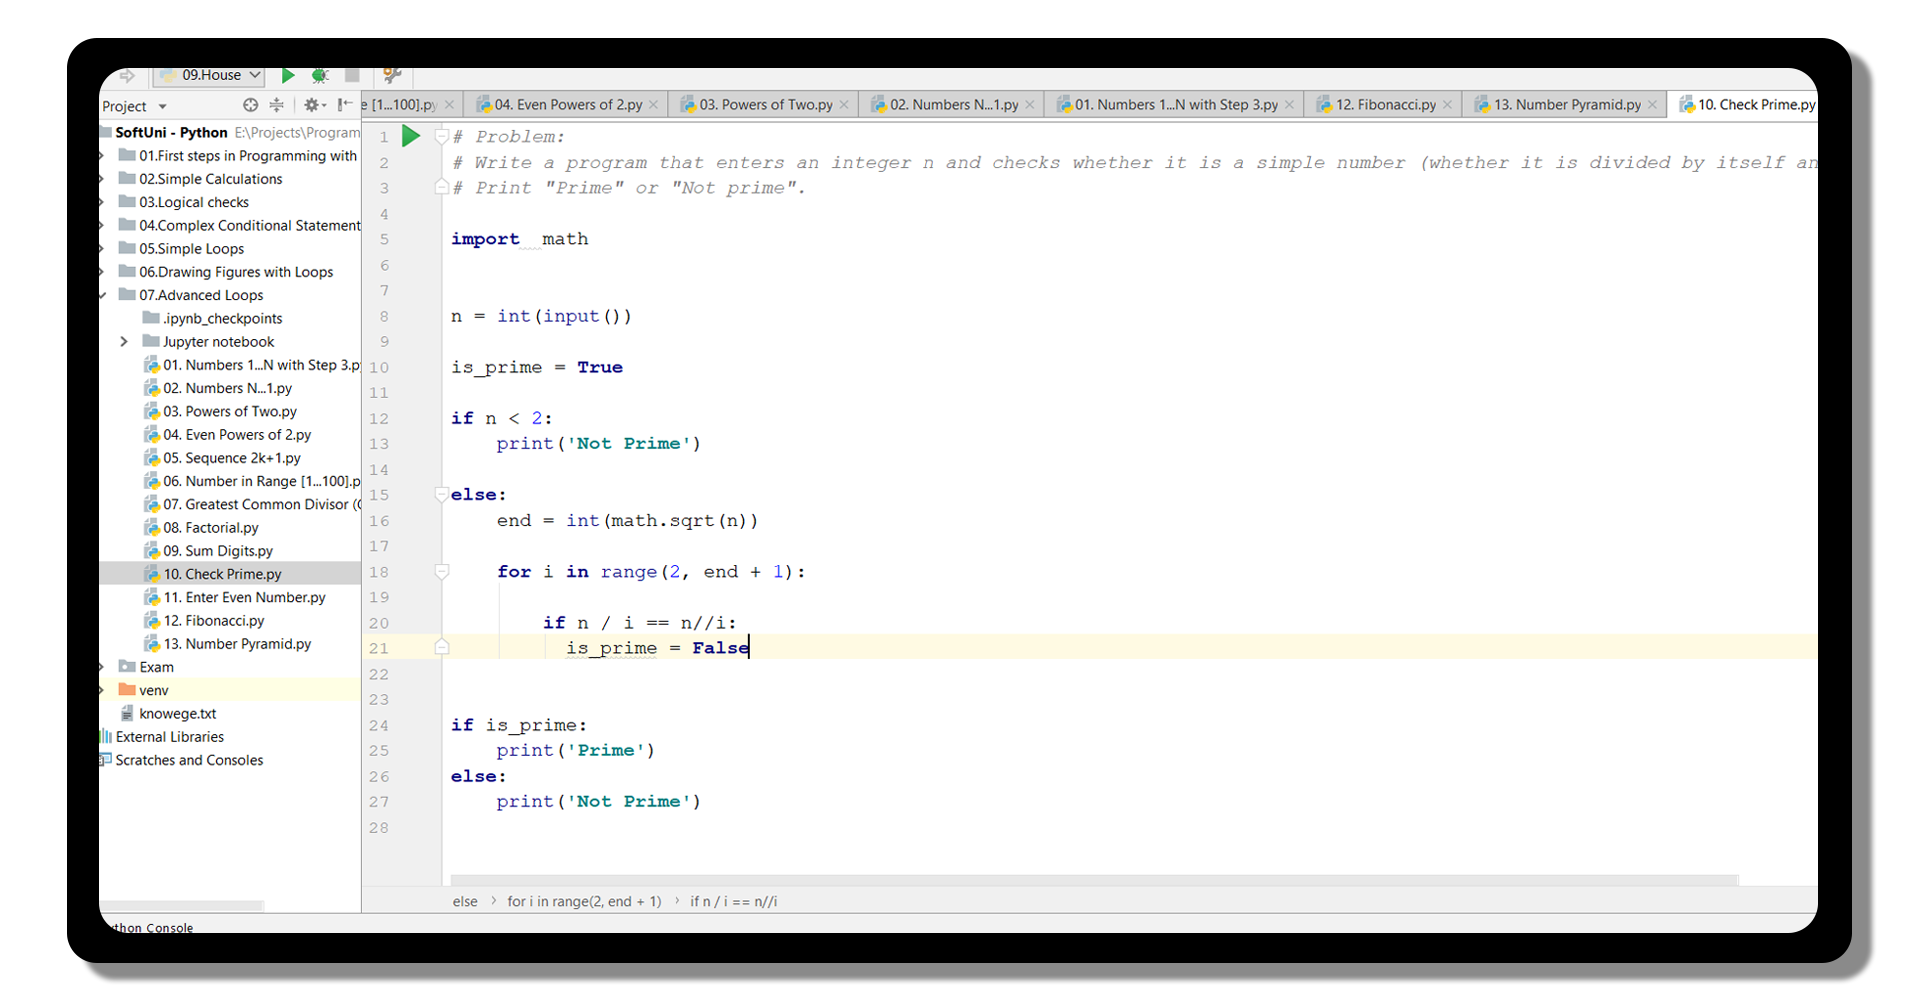 09.House
Project
e [1...100].py
04. Even Powers of 2.py
03. Powers of Two.py
02. Numbers N...1.py
01. Numbers 1...N with Step 3.py
12. Fibonacci.py
13. Number Pyramid.py
10. Check Prime.py
SoftUni - Python E:\Projects\Program
01.First steps in Programming with
02.Simple Calculations
03.Logical checks
04.Complex Conditional Statement
05.Simple Loops
06.Drawing Figures with Loops
07.Advanced Loops
.ipynb_checkpoints
Jupyter notebook
01. Numbers 1...N with Step 3.p
02. Numbers N...1.py
03. Powers of Two.py
04. Even Powers of 2.py
05. Sequence 2k+1.py
06. Number in Range [1...100].p
07. Greatest Common Divisor (
08. Factorial.py
09. Sum Digits.py
10. Check Prime.py
11. Enter Even Number.py
12. Fibonacci.py
13. Number Pyramid.py
Exam
venv
knowege.txt
External Libraries
Scratches and Consoles
1 # Problem:
2 # Write a program that enters an integer n and checks whether it is a simple number (whether it is divided by itself an
3 # Print "Prime" or "Not prime".
4
5 import  math
6
7
8 n = int(input())
9
10 is_prime = True
11
12 if n < 2:
13     print('Not Prime')
14
15 else:
16     end = int(math.sqrt(n))
17
18     for i in range(2, end + 1):
19
20         if n / i == n//i:
21           is_prime = False
22
23
24 if is_prime:
25     print('Prime')
26 else:
27     print('Not Prime')
28
else > for i in range(2, end + 1) > if n / i == n//i
thon Console